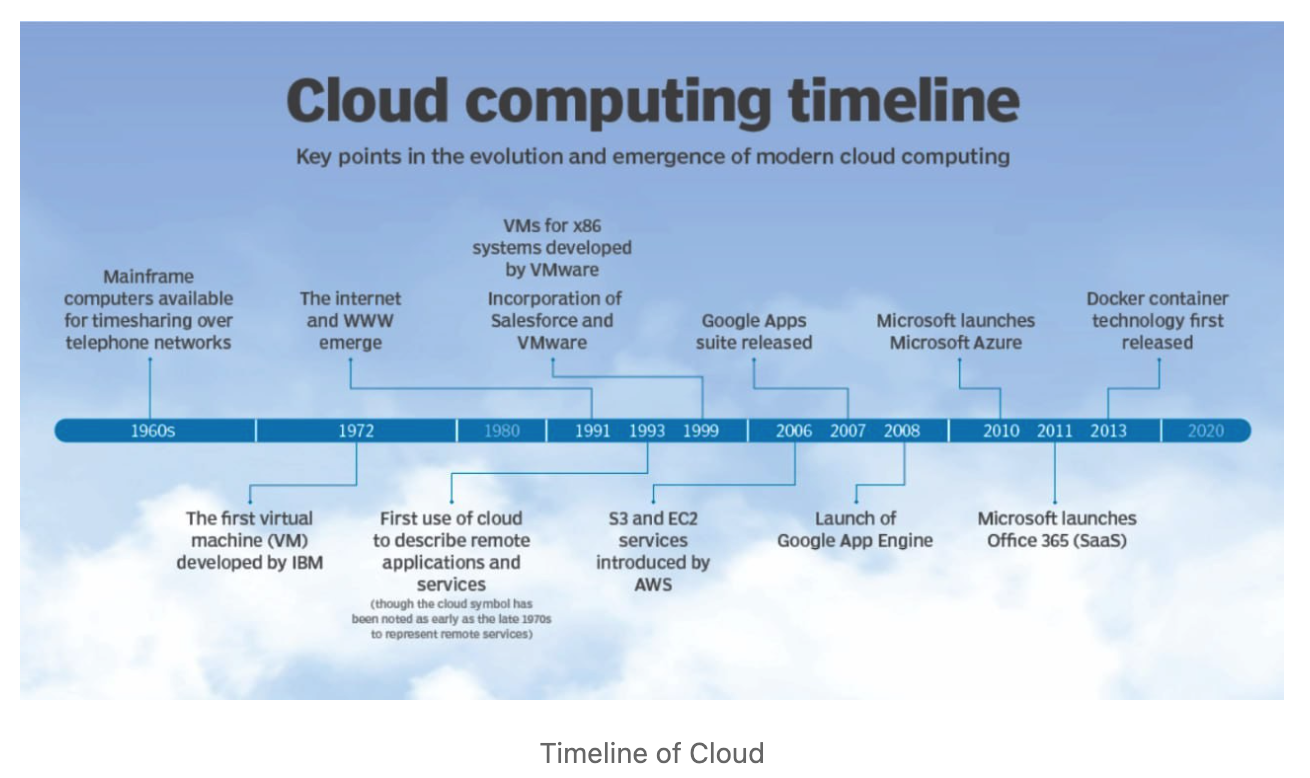 Cloud computing timeline
Key points in the evolution and emergence of modern cloud computing
Mainframe
computers available
for timesharing over
telephone networks
The internet
and WWW
emerge
VMs for x86
systems developed
by VMware
Incorporation of
Salesforce and
VMware
Google Apps
suite released
Microsoft launches
Microsoft Azure
Docker container
technology first
released
1960s 1972 1980 1991 1993 1999 2006 2007 2008 2010 2011 2013 2020
The first virtual
machine (VM)
developed by IBM
First use of cloud
to describe remote
applications and
services
(though the cloud symbol has
been noted as early as the late 1970s
to represent remote services)
S3 and EC2
services
introduced by
AWS
Launch of
Google App Engine
Microsoft launches
Office 365 (SaaS)
Timeline of Cloud